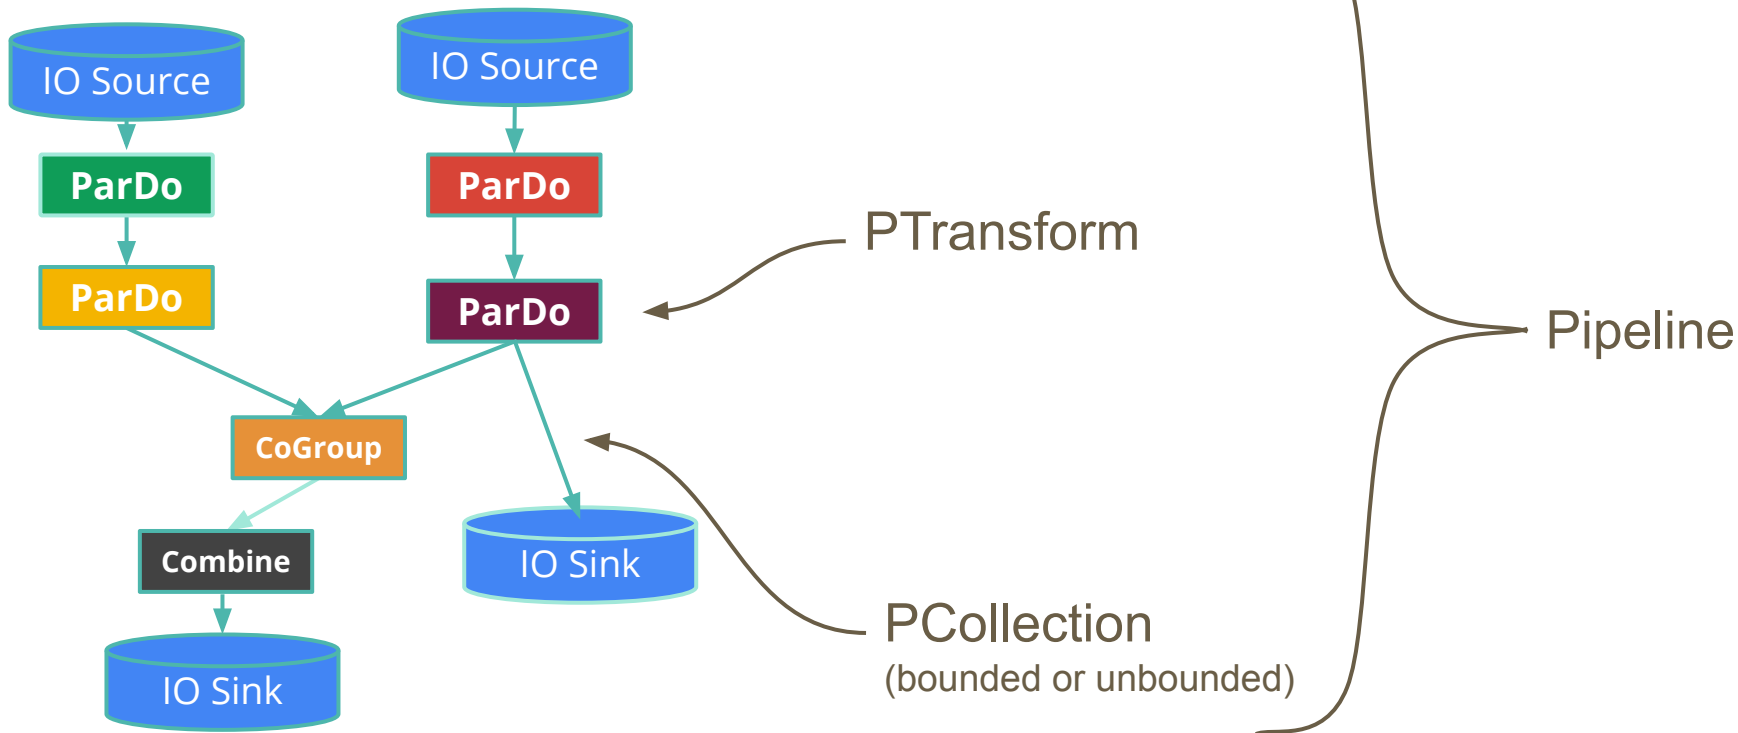 IO Source
IO Source
ParDo
ParDo
ParDo
ParDo
PTransform
Pipeline
CoGroup
Combine
IO Sink
PCollection
(bounded or unbounded)
IO Sink